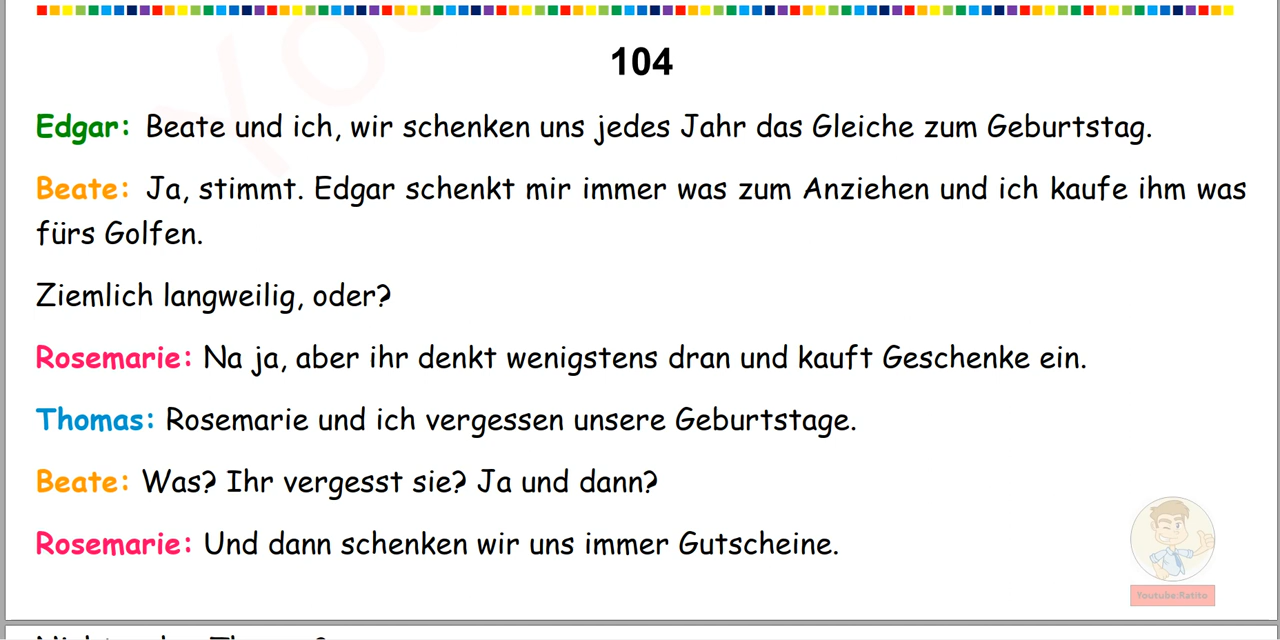 104
Edgar: Beate und ich, wir schenken uns jedes Jahr das Gleiche zum Geburtstag.
Beate: Ja, stimmt. Edgar schenkt mir immer was zum Anziehen und ich kaufe ihm was
fürs Golfen.
Ziemlich langweilig, oder?
Rosemarie: Na ja, aber ihr denkt wenigstens dran und kauft Geschenke ein.
Thomas: Rosemarie und ich vergessen unsere Geburtstage.
Beate: Was? Ihr vergesst sie? Ja und dann?
Rosemarie: Und dann schenken wir uns immer Gutscheine.
Youtube:Ratito